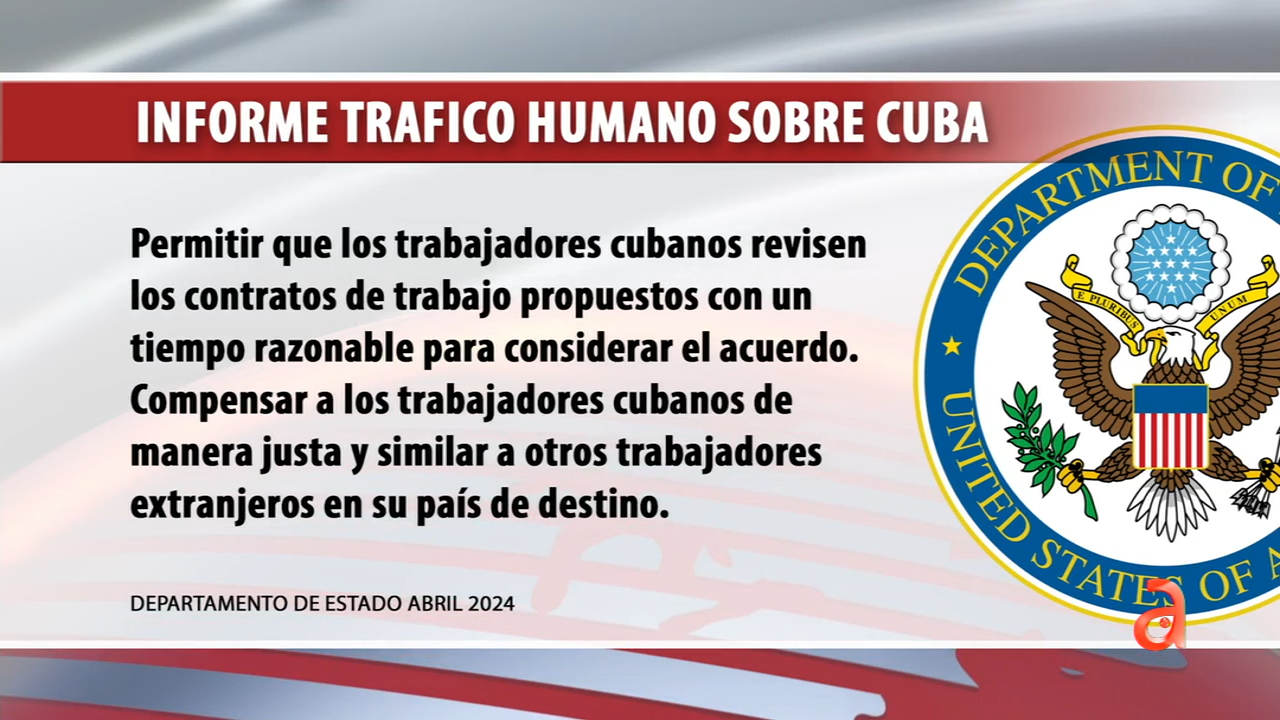 INFORME TRAFICO HUMANO SOBRE CUBA
Permitir que los trabajadores cubanos revisen
los contratos de trabajo propuestos con un
tiempo razonable para considerar el acuerdo.
Compensar a los trabajadores cubanos de
manera justa y similar a otros trabajadores
extranjeros en su país de destino.
DEPARTAMENTO DE ESTADO ABRIL 2024
DEPARTMENT OF
E PLURIBUS UNUM
UNITED STATES OF A
a